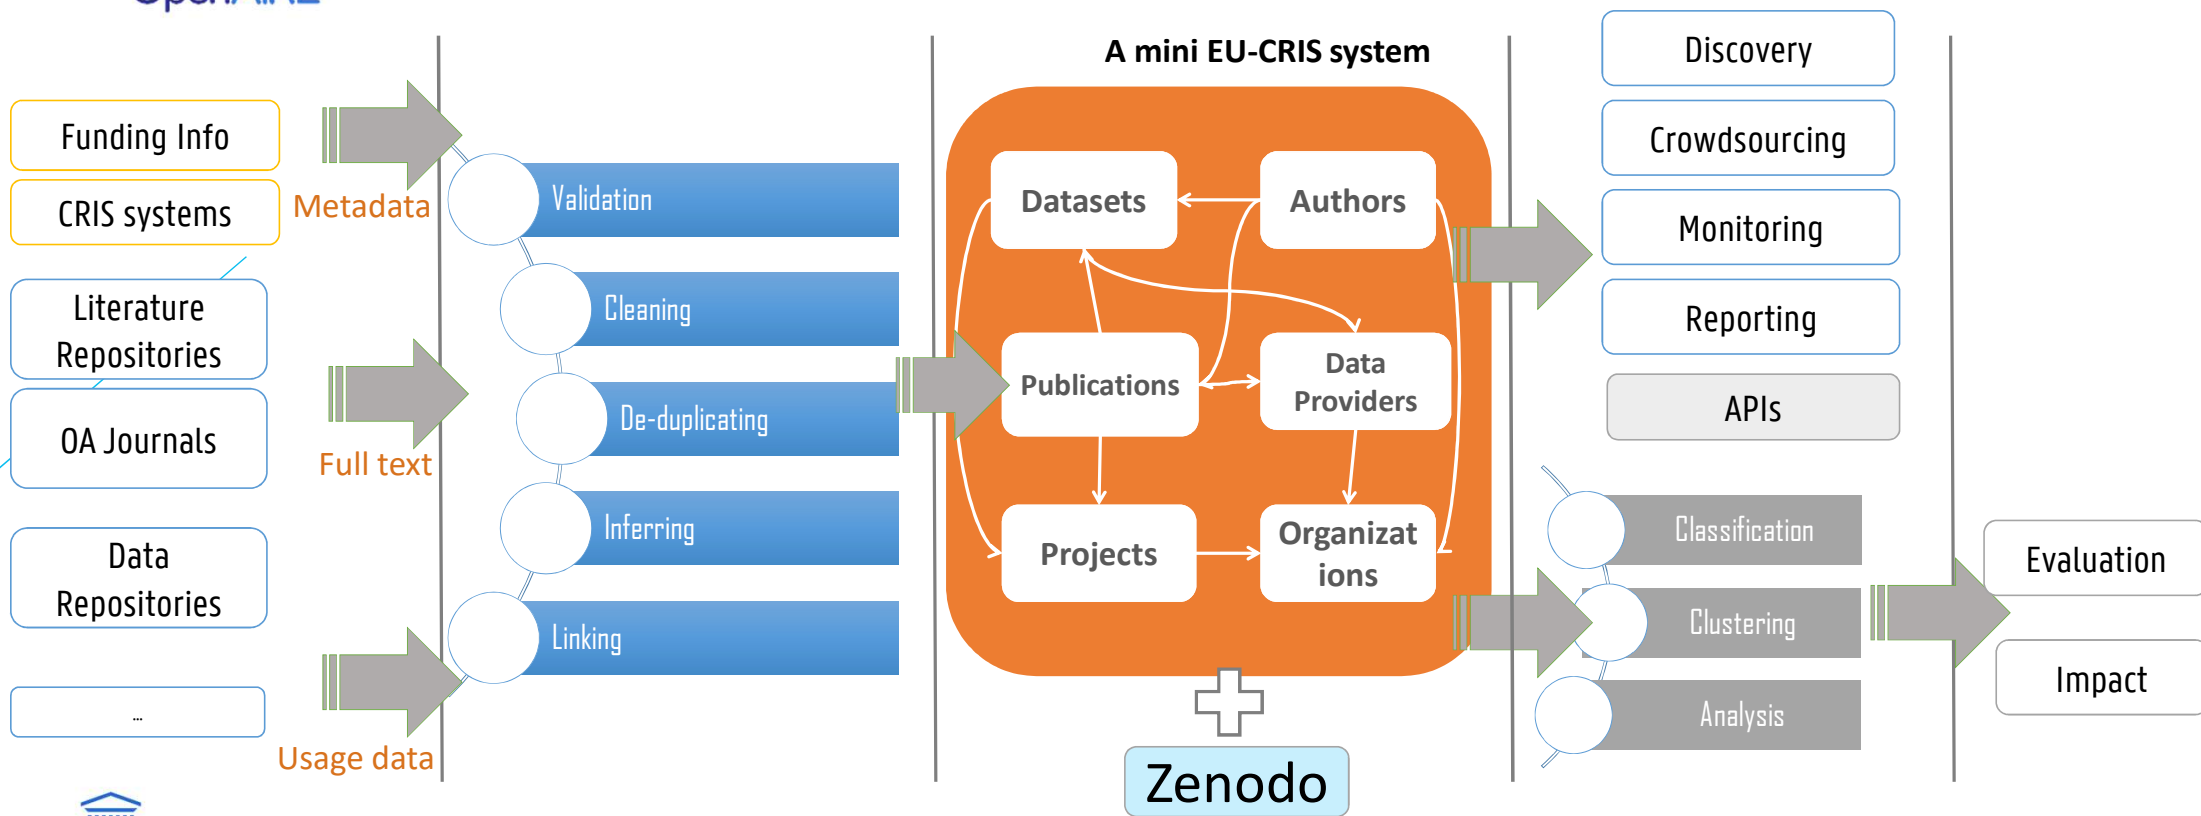 OpenAIRE
Funding Info
CRIS systems
Literature
Repositories
OA Journals
Data
Repositories
...
Metadata
Full text
Usage data
Validation
Cleaning
De-duplicating
Inferring
Linking
A mini EU-CRIS system
Datasets
Authors
Publications
Data
Providers
Projects
Organizat
ions
Zenodo
Discovery
Crowdsourcing
Monitoring
Reporting
APIs
Classification
Clustering
Analysis
Evaluation
Impact